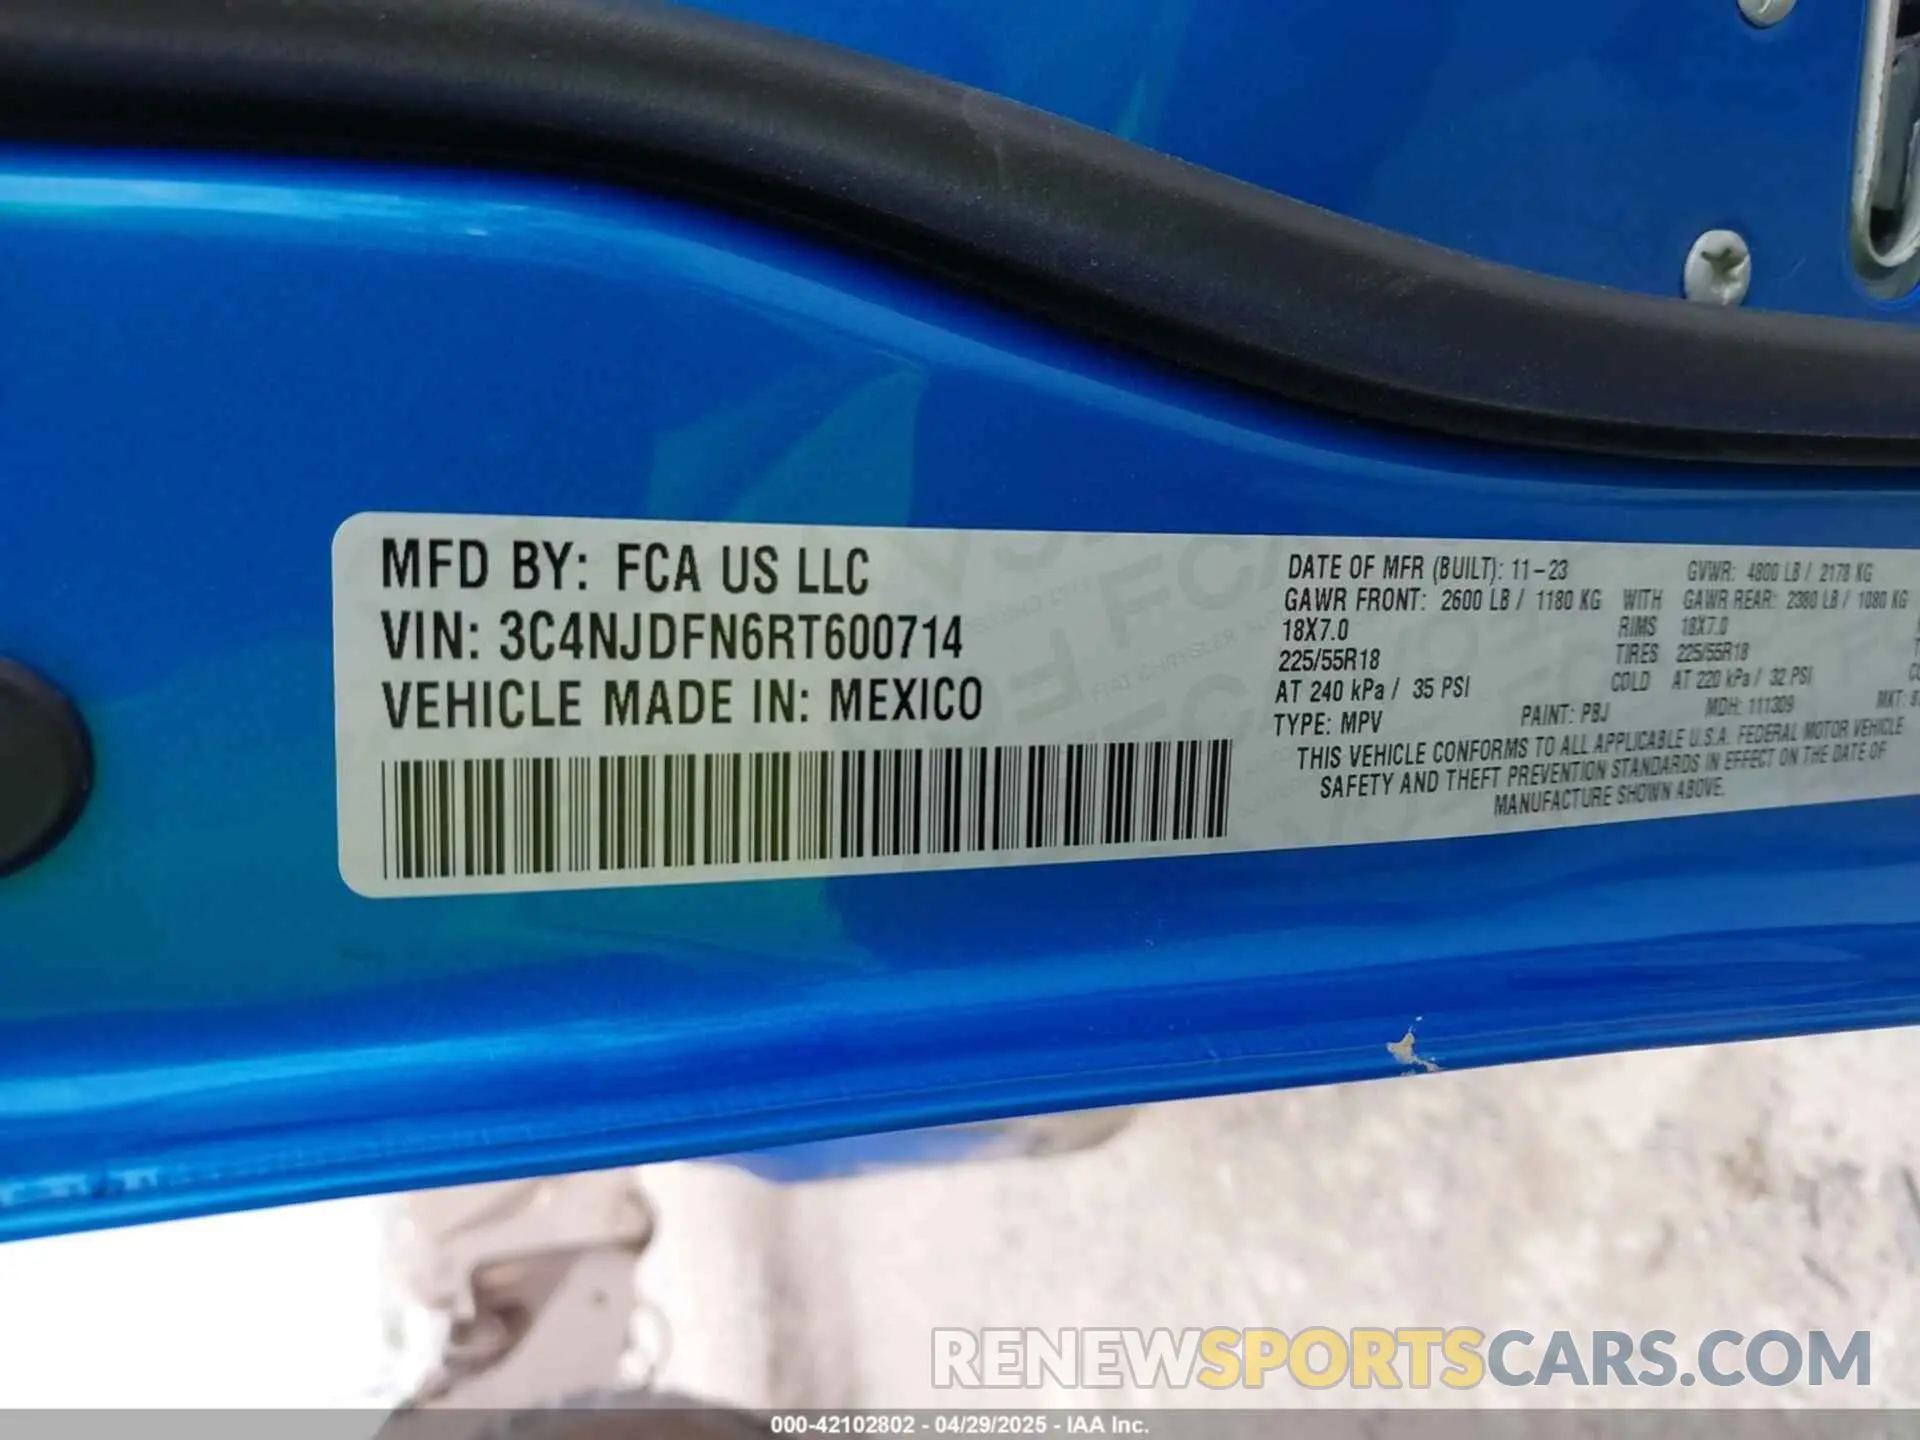 MFD BY: FCA US LLC
VIN: 3C4NJDFN6RT600714
VEHICLE MADE IN: MEXICO
DATE OF MFR (BUILT): 11-23 GVWR: 4800 LB / 2178 KG
GAWR FRONT: 2600 LB / 1180 KG WITH GAWR REAR: 2380 LB / 1080 KG
18X7.0 RIMS 18X7.0
225/55R18 TIRES 225/55R18
AT 240 kPa / 35 PSI COLD AT 220 kPa / 32 PSI
TYPE: MPV PAINT: PBJ MDH: 111309 MKT:
THIS VEHICLE CONFORMS TO ALL APPLICABLE U.S.A. FEDERAL MOTOR VEHICLE
SAFETY AND THEFT PREVENTION STANDARDS IN EFFECT ON THE DATE OF
MANUFACTURE SHOWN ABOVE.
RENEWSPORTSCARS.COM
000-42102802 - 04/29/2025 - IAA Inc.